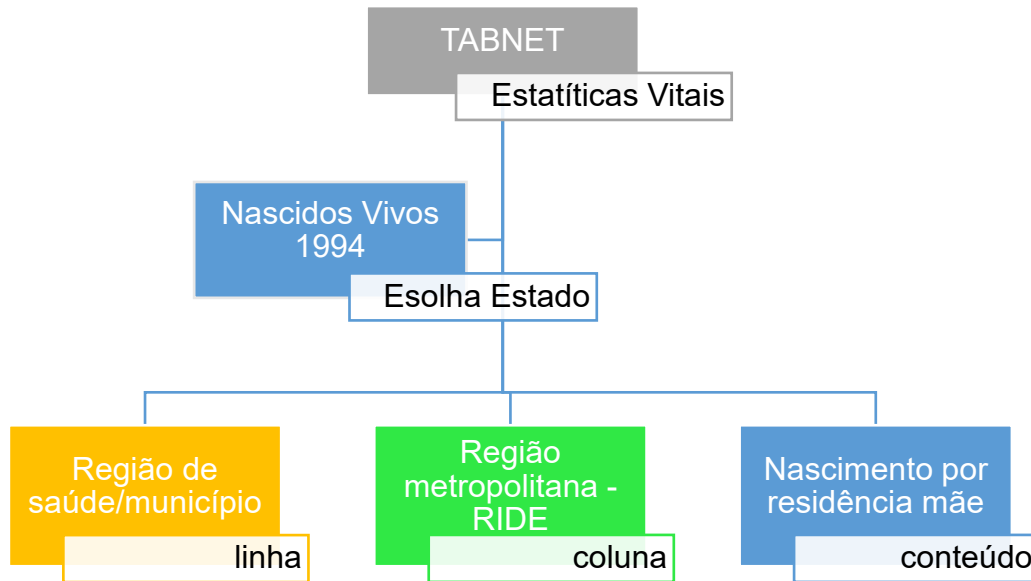 TABNET
Estatíticas Vitais
Nascidos Vivos
1994
Esolha Estado
Região de
saúde/município
linha
Região
metropolitana -
RIDE
coluna
Nascimento por
residência mãe
conteúdo